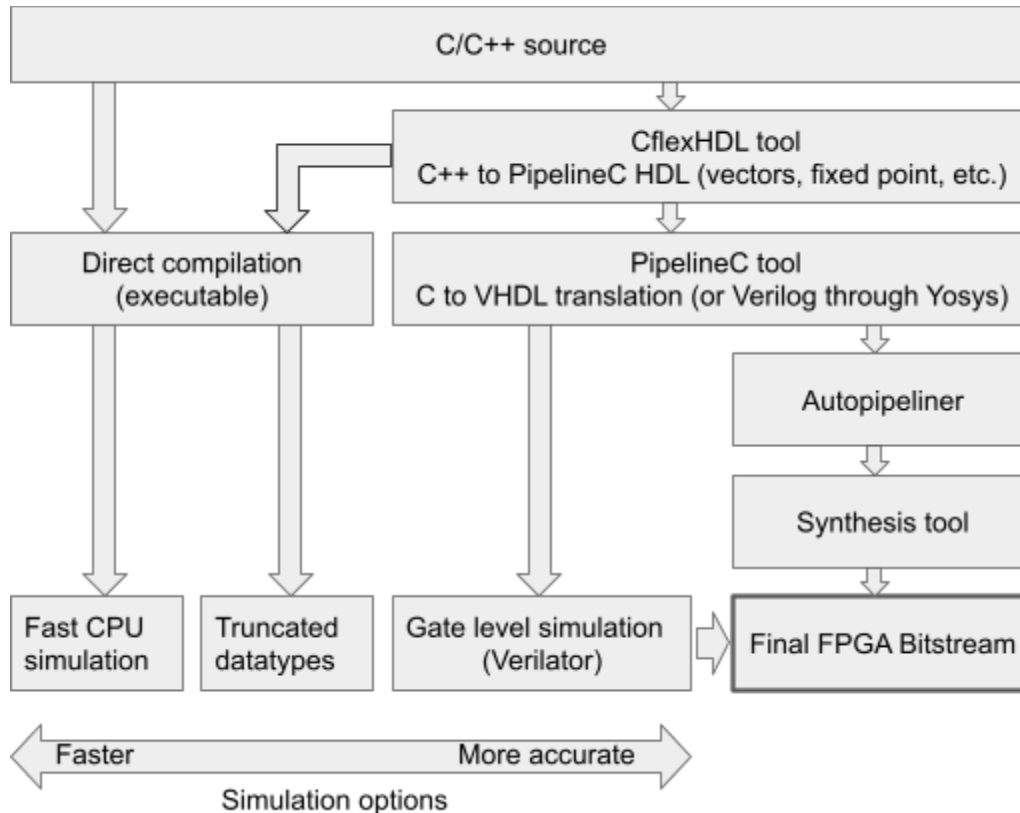 C/C++ source
CflexHDL tool
C++ to PipelineC HDL (vectors, fixed point, etc.)
Direct compilation
(executable)
PipelineC tool
C to VHDL translation (or Verilog through Yosys)
Autopipeliner
Synthesis tool
Fast CPU
simulation
Truncated
datatypes
Gate level simulation
(Verilator)
Final FPGA Bitstream
Faster
More accurate
Simulation options